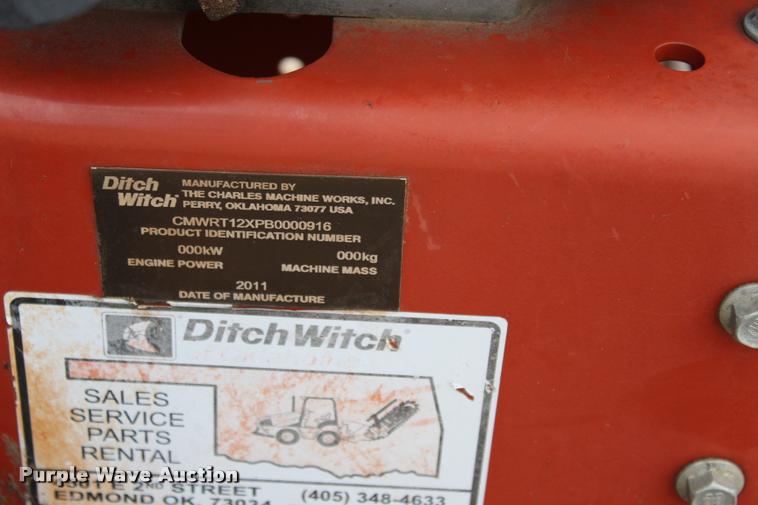 Ditch Witch
MANUFACTURED BY
THE CHARLES MACHINE WORKS, INC.
PERRY, OKLAHOMA 73077 USA
CMWRT12XPB0000916
PRODUCT IDENTIFICATION NUMBER
000kW 000kg
ENGINE POWER MACHINE MASS
2011
DATE OF MANUFACTURE
DitchWitch
SALES
SERVICE
PARTS
RENTAL
E 2ND STREET
EDMOND OK. 73034
(405) 348-4633
Purple Wave Auction